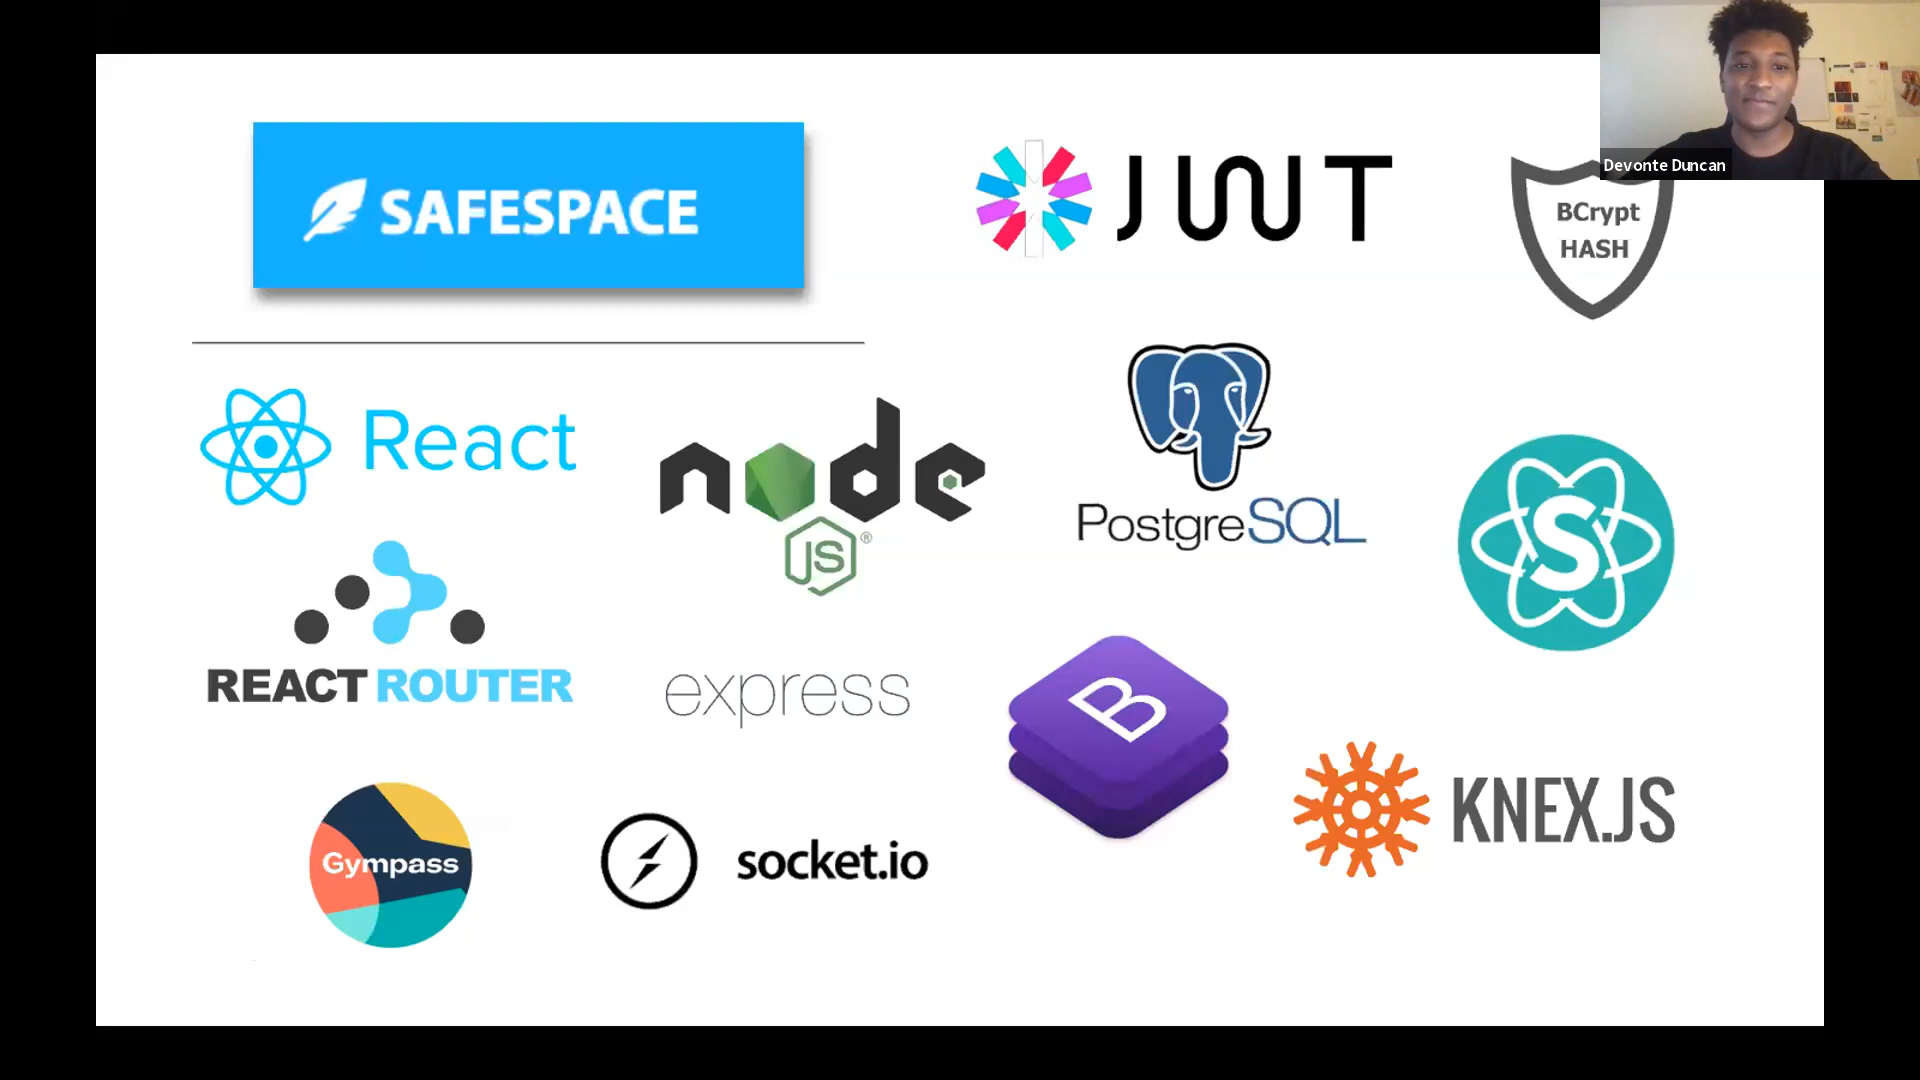 SAFESPACE
JWT
Devonte Duncan
BCrypt
HASH
React
node
JS®
PostgreSQL
S
REACT ROUTER
express
B
Gympass
socket.io
KNEX.JS